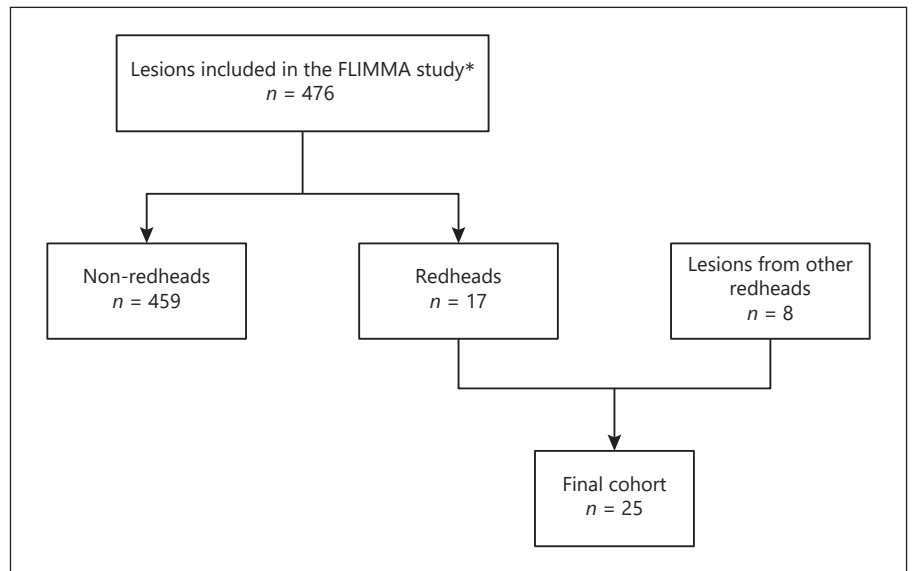 Lesions included in the FLIMMA study*
n = 476
Non-redheads
n = 459
Redheads
n = 17
Lesions from other
redheads
n = 8
Final cohort
n = 25